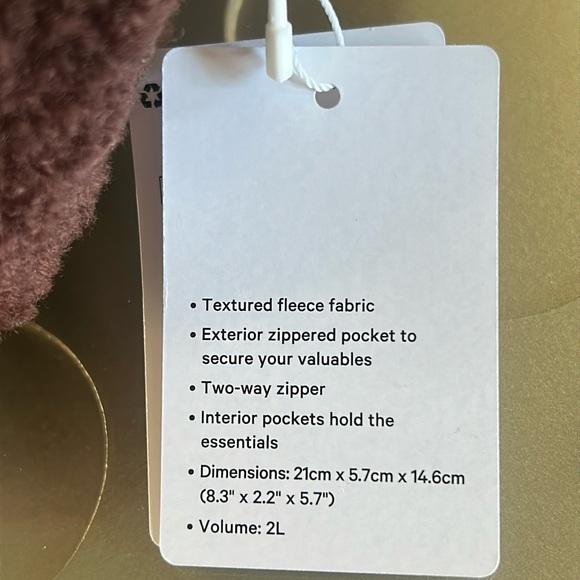 • Textured fleece fabric
• Exterior zippered pocket to
secure your valuables
• Two-way zipper
• Interior pockets hold the
essentials
• Dimensions: 21cm x 5.7cm x 14.6cm
(8.3" x 2.2" x 5.7")
• Volume: 2L